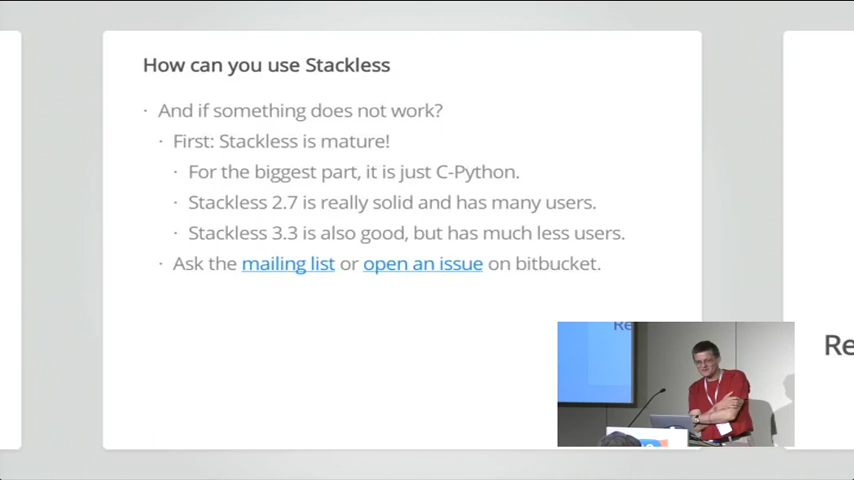 How can you use Stackless
· And if something does not work?
· First: Stackless is mature!
· For the biggest part, it is just C-Python.
· Stackless 2.7 is really solid and has many users.
· Stackless 3.3 is also good, but has much less users.
· Ask the mailing list or open an issue on bitbucket.
Re
Re